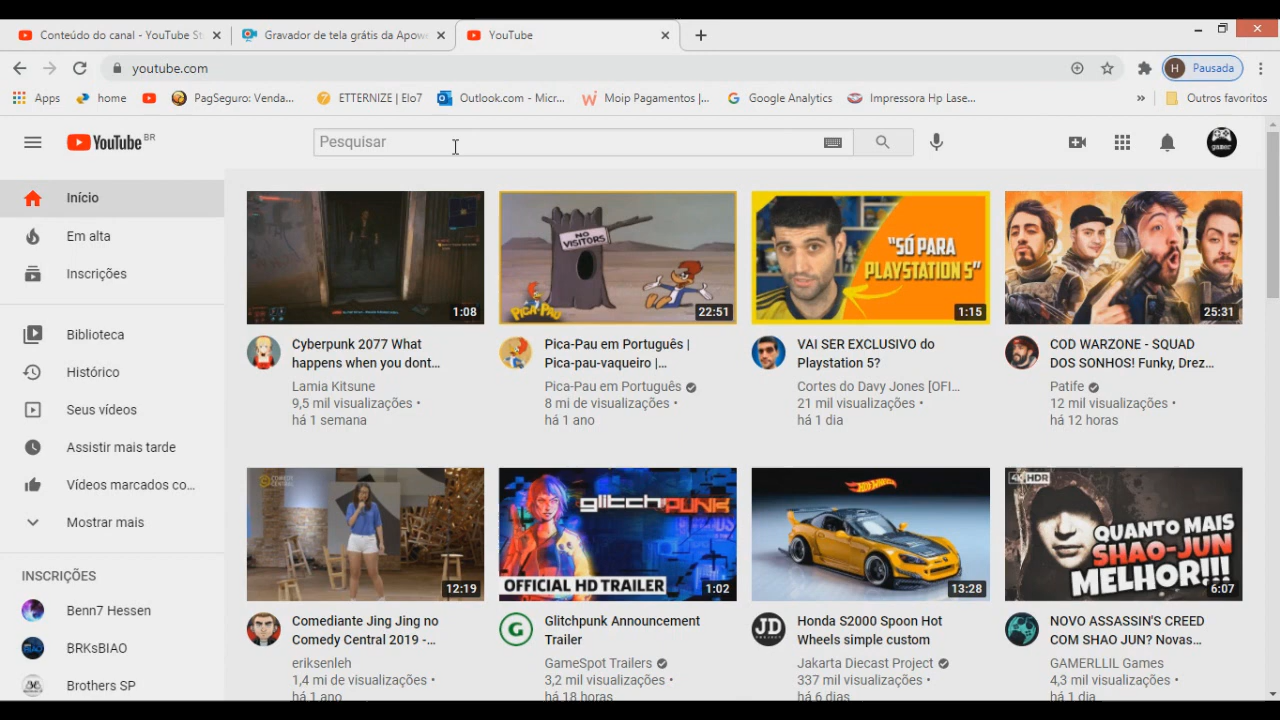 Conteúdo do canal - YouTube St
Gravador de tela grátis da Apowe
YouTube
youtube.com
H Pausada
Apps
home
PagSeguro: Venda...
ETTERNIZE | Elo7
Outlook.com - Micr...
Moip Pagamentos |...
Google Analytics
Impressora Hp Lase...
»
Outros favoritos
YouTube BR
Pesquisar
gamer
Início
Em alta
Inscrições
Biblioteca
Histórico
Seus vídeos
Assistir mais tarde
Vídeos marcados co...
Mostrar mais
INSCRIÇÕES
Benn7 Hessen
BRKsBIAO
Brothers SP
1:08
Cyberpunk 2077 What
happens when you dont...
Lamia Kitsune
9,5 mil visualizações •
há 1 semana
NO
VISITORS
PICA-PAU
22:51
Pica-Pau em Português |
Pica-pau-vaqueiro |...
Pica-Pau em Português
8 mi de visualizações •
há 1 ano
"SÓ PARA
PLAYSTATION 5"
1:15
VAI SER EXCLUSIVO do
Playstation 5?
Cortes do Davy Jones [OFI...
21 mil visualizações •
há 1 dia
25:31
COD WARZONE - SQUAD
DOS SONHOS! Funky, Drez...
Patife
12 mil visualizações •
há 12 horas
COMEDY
CENTRAL
12:19
Comediante Jing Jing no
Comedy Central 2019 -...
eriksenleh
1,4 mi de visualizações •
há 1 ano
glitchpunk
OFFICIAL HD TRAILER
1:02
G
Glitchpunk Announcement
Trailer
GameSpot Trailers
3,2 mil visualizações •
há 18 horas
Hot Wheels
13:28
JD
PROJECT
Honda S2000 Spoon Hot
Wheels simple custom
Jakarta Diecast Project
337 mil visualizações •
há 6 dias
4K HDR
QUANTO MAIS
SHAO-JUN
MELHOR!!!
6:07
NOVO ASSASSIN'S CREED
COM SHAO JUN? Novas...
GAMERLLIL Games
4,3 mil visualizações •
há 1 dia